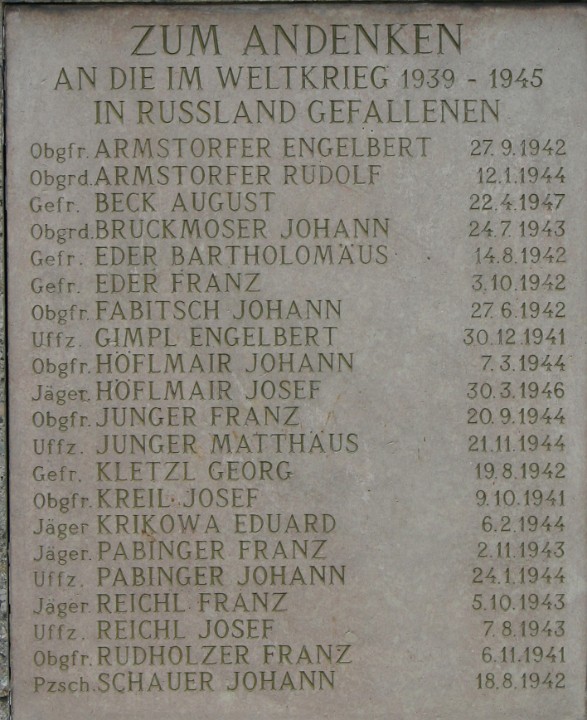 ZUM ANDENKEN
AN DIE IM WELTKRIEG 1939 - 1945
IN RUSSLAND GEFALLENEN
Obgfr. ARMSTORFER ENGELBERT 27.9.1942
Obgrd. ARMSTORFER RUDOLF 12.1.1944
Gefr. BECK AUGUST 22.4.1947
Obgrd. BRUCKMOSER JOHANN 24.7.1943
Gefr. EDER BARTHOLOMÄUS 14.8.1942
Gefr. EDER FRANZ 3.10.1942
Obgfr. FABITSCH JOHANN 27.6.1942
Uffz. GIMPL ENGELBERT 30.12.1941
Obgfr. HÖFLMAIR JOHANN 7.3.1944
Jäger. HÖFLMAIR JOSEF 30.3.1946
Obgfr. JUNGER FRANZ 20.9.1944
Uffz. JUNGER MATTHÄUS 21.11.1944
Gefr. KLETZL GEORG 19.8.1942
Obgfr. KREIL JOSEF 9.10.1941
Jäger KRIKOWA EDUARD 6.2.1944
Jäger. PABINGER FRANZ 2.11.1943
Uffz. PABINGER JOHANN 24.1.1944
Jäger REICHL FRANZ 5.10.1943
Uffz. REICHL JOSEF 7.8.1943
Obgfr. RUDHOLZER FRANZ 6.11.1941
Pzsch. SCHAUER JOHANN 18.8.1942